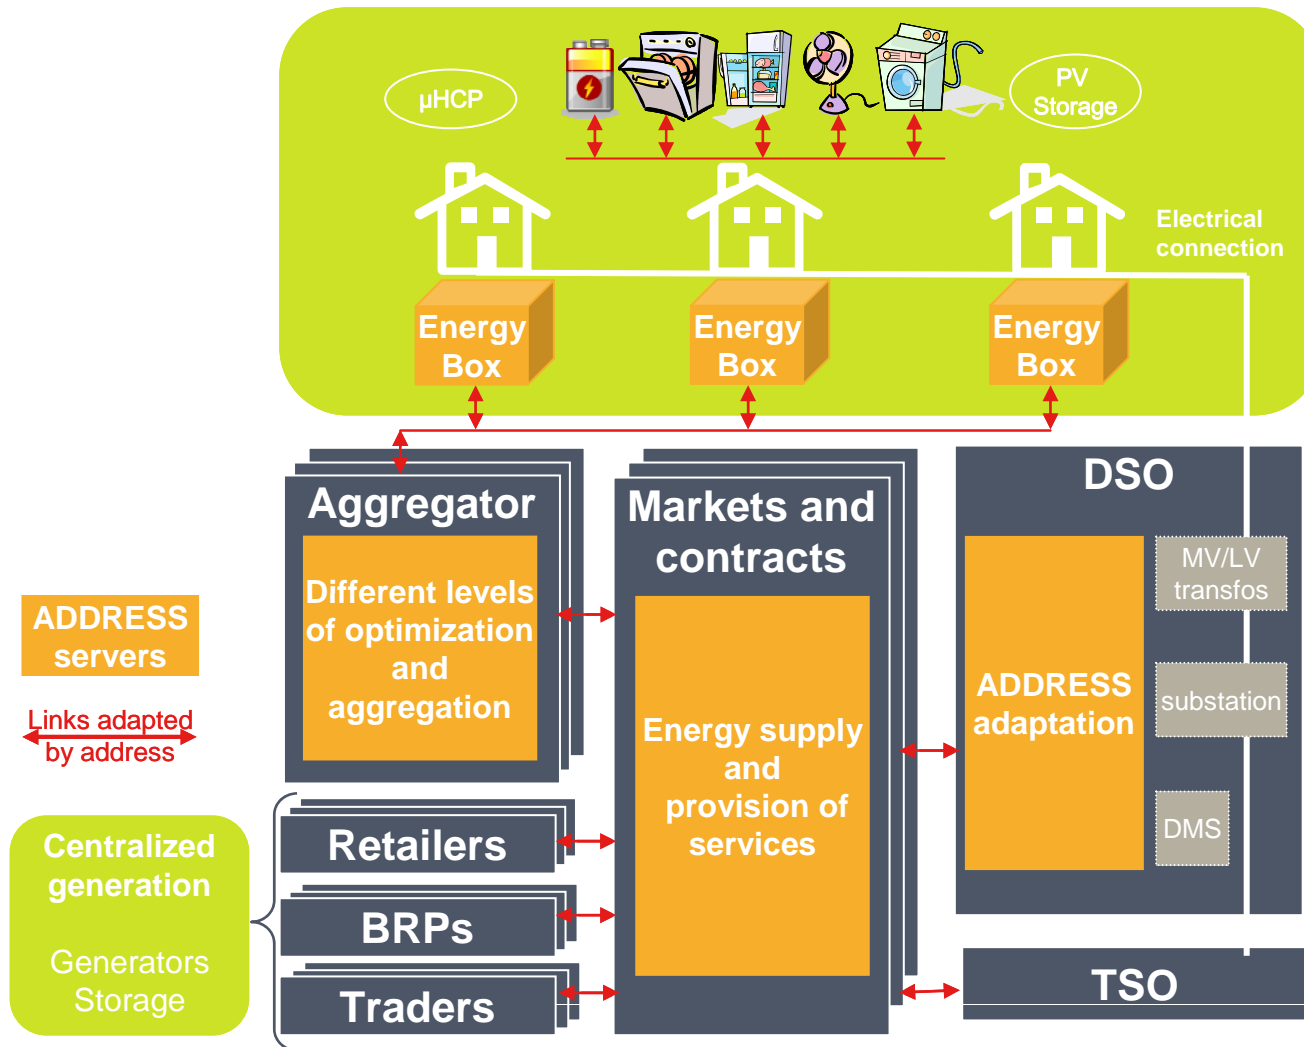 µHCP
PV
Storage
Electrical
connection
Energy
Box
Energy
Box
Energy
Box
Aggregator
Different levels
of optimization
and
aggregation
Markets and
contracts
Energy supply
and
provision of
services
DSO
ADDRESS
adaptation
MV/LV
transfos
substation
DMS
TSO
ADDRESS
servers
Links adapted
by address
Centralized
generation
Generators
Storage
Retailers
BRPs
Traders